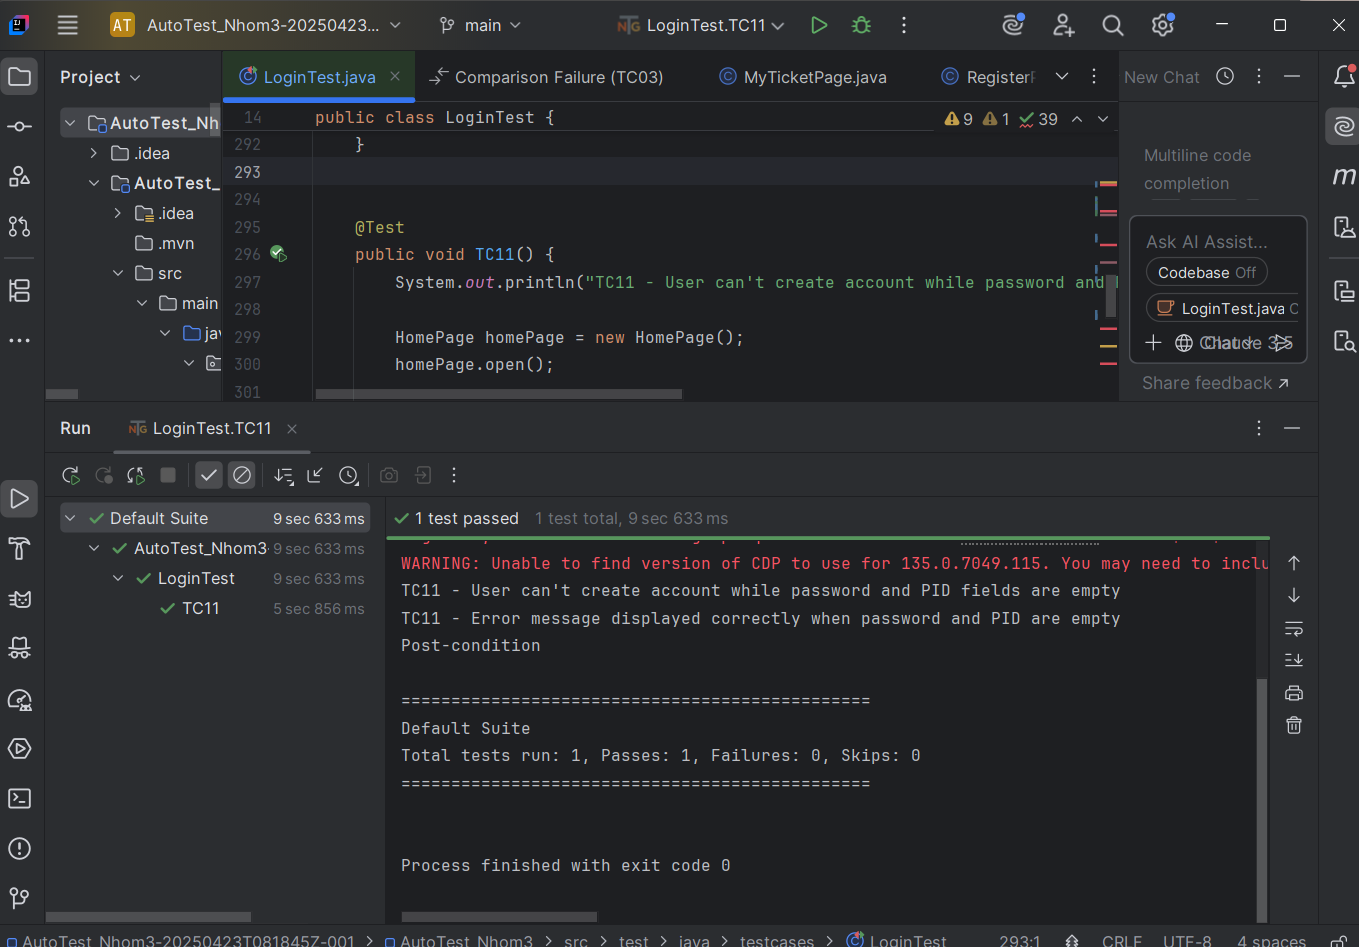 AT AutoTest_Nhom3-20250423... main LoginTest.TC11
Project
LoginTest.java Comparison Failure (TC03) MyTicketPage.java Register
New Chat
AutoTest_Nh
.idea
AutoTest_
.idea
.mvn
src
main
14 public class LoginTest {
9 1 39
292 }
293
294
295 @Test
296 public void TC11() {
297 System.out.println("TC11 - User can't create account while password and
298
299 HomePage homePage = new HomePage();
300 homePage.open();
301
Multiline code
completion
Ask AI Assist...
Codebase Off
LoginTest.java
Share feedback ↗
Run LoginTest.TC11
Default Suite 9 sec 633 ms
AutoTest_Nhom3- 9 sec 633 ms
LoginTest 9 sec 633 ms
TC11 5 sec 856 ms
1 test passed 1 test total, 9 sec 633 ms
WARNING: Unable to find version of CDP to use for 135.0.7049.115. You may need to inclu
TC11 - User can't create account while password and PID fields are empty
TC11 - Error message displayed correctly when password and PID are empty
Post-condition
===============================================
Default Suite
Total tests run: 1, Passes: 1, Failures: 0, Skips: 0
===============================================
Process finished with exit code 0
AutoTest_Nhom3-20250423T081845Z-001 > AutoTest_Nhom3 > src > test > java > testcases > LoginTest 293:1 CRLF UTF-8 4 spaces